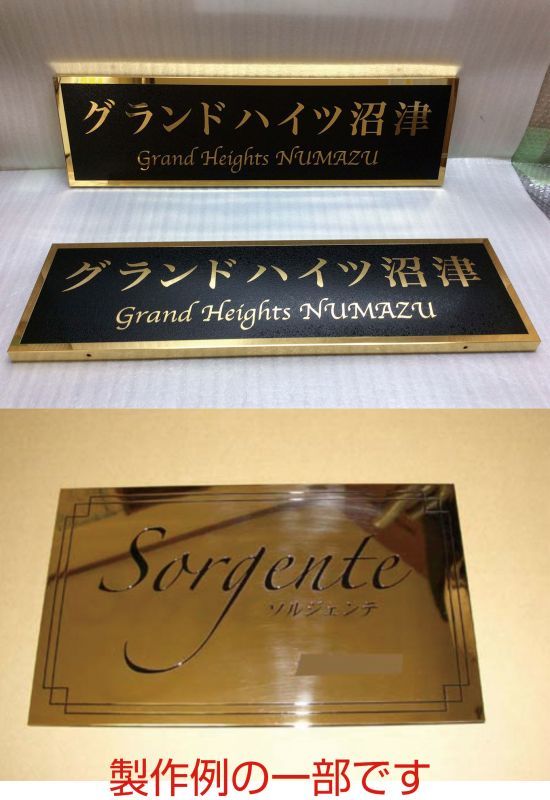 グランドハイツ沼津
Grand Heights NUMAZU
グランドハイツ沼津
Grand Heights NUMAZU
Sorgente
ソルジェンテ
製作例の一部です